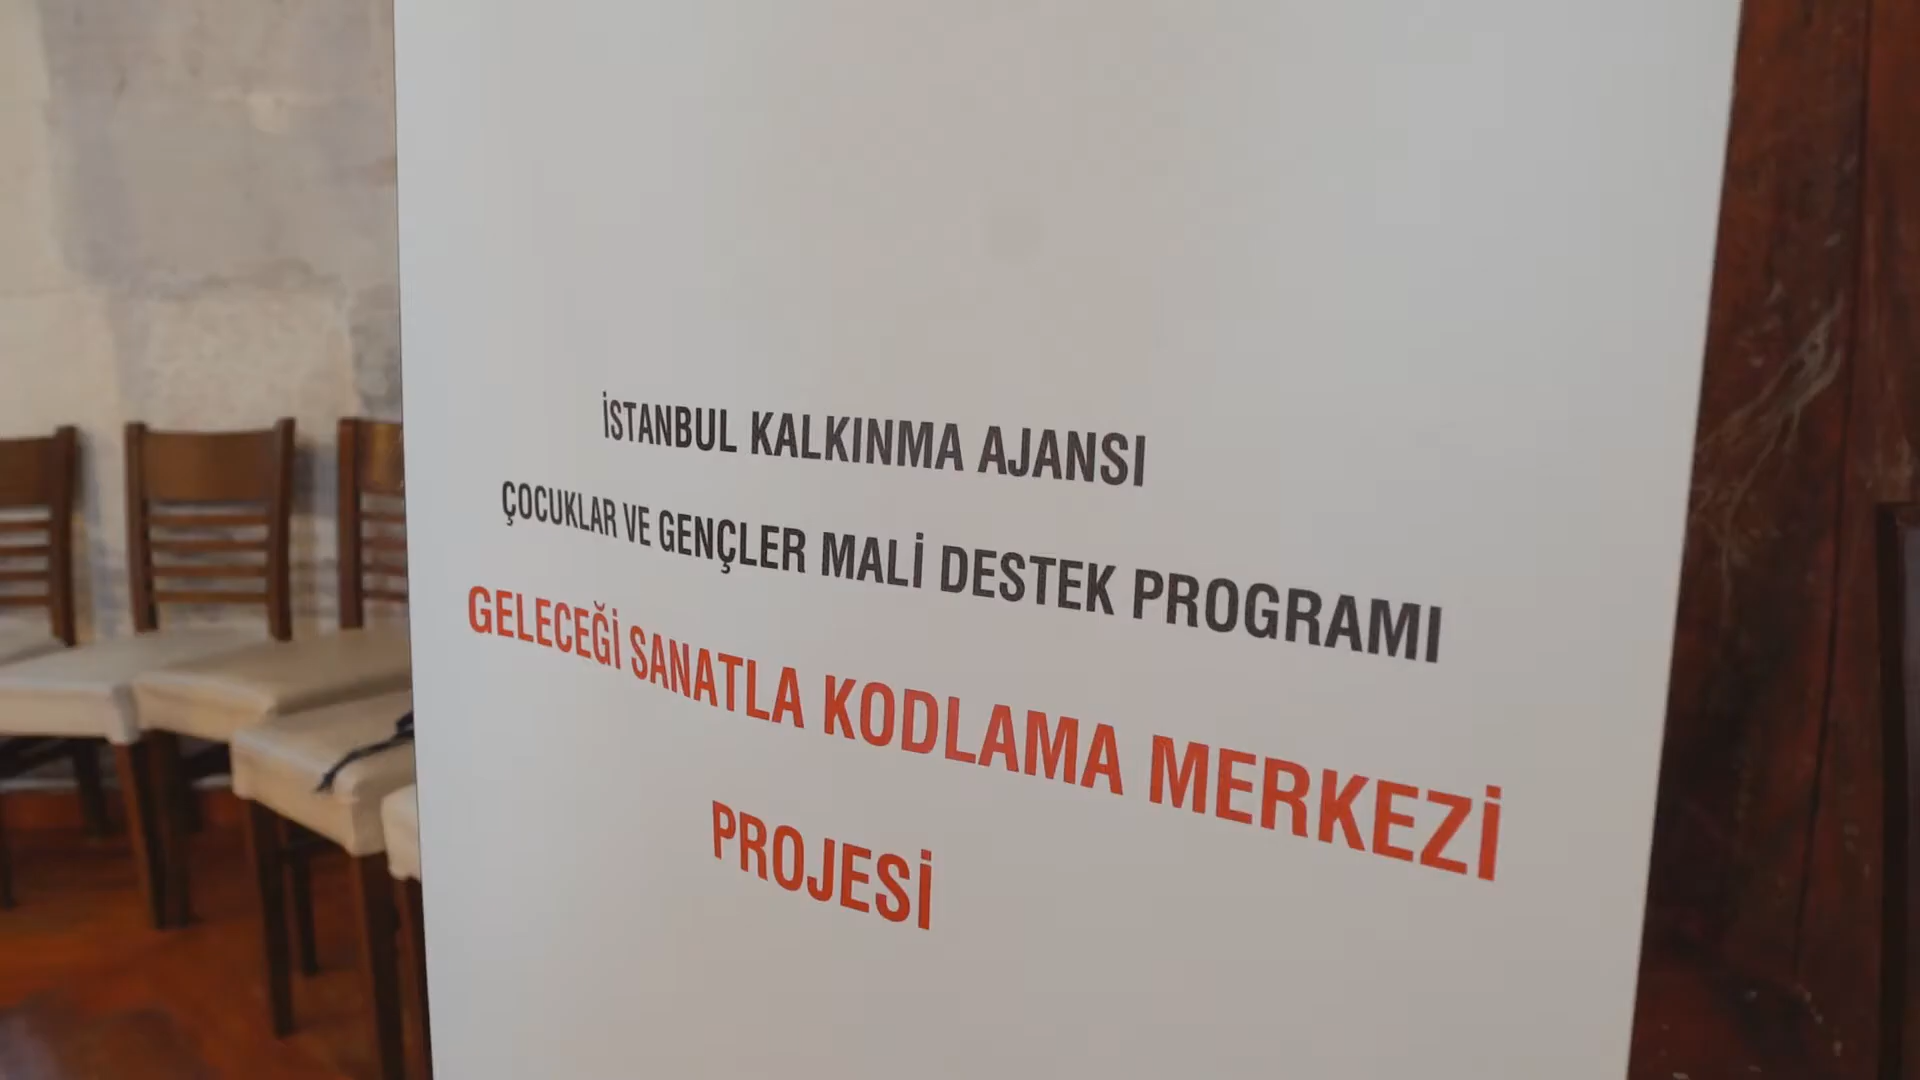 İSTANBUL KALKINMA AJANSI
ÇOCUKLAR VE GENÇLER MALİ DESTEK PROGRAMI
GELECEĞİ SANATLA KODLAMA MERKEZİ
PROJESİ